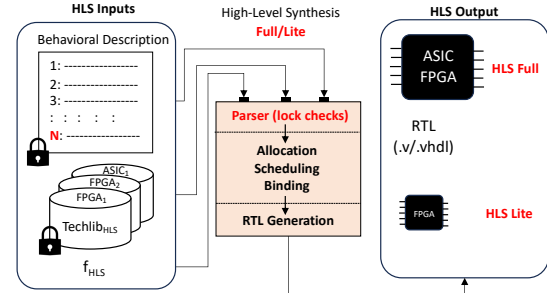 HLS Inputs
Behavioral Description
1: ----------------
2: ----------------
3: ----------------
: : : : :
N: ----------------
ASIC1
FPGA2
FPGA1
TechlibHLS
fHLS
High-Level Synthesis
Full/Lite
Parser (lock checks)
Allocation
Scheduling
Binding
RTL Generation
HLS Output
ASIC
FPGA
HLS Full
RTL
(.v/.vhdl)
FPGA
HLS Lite